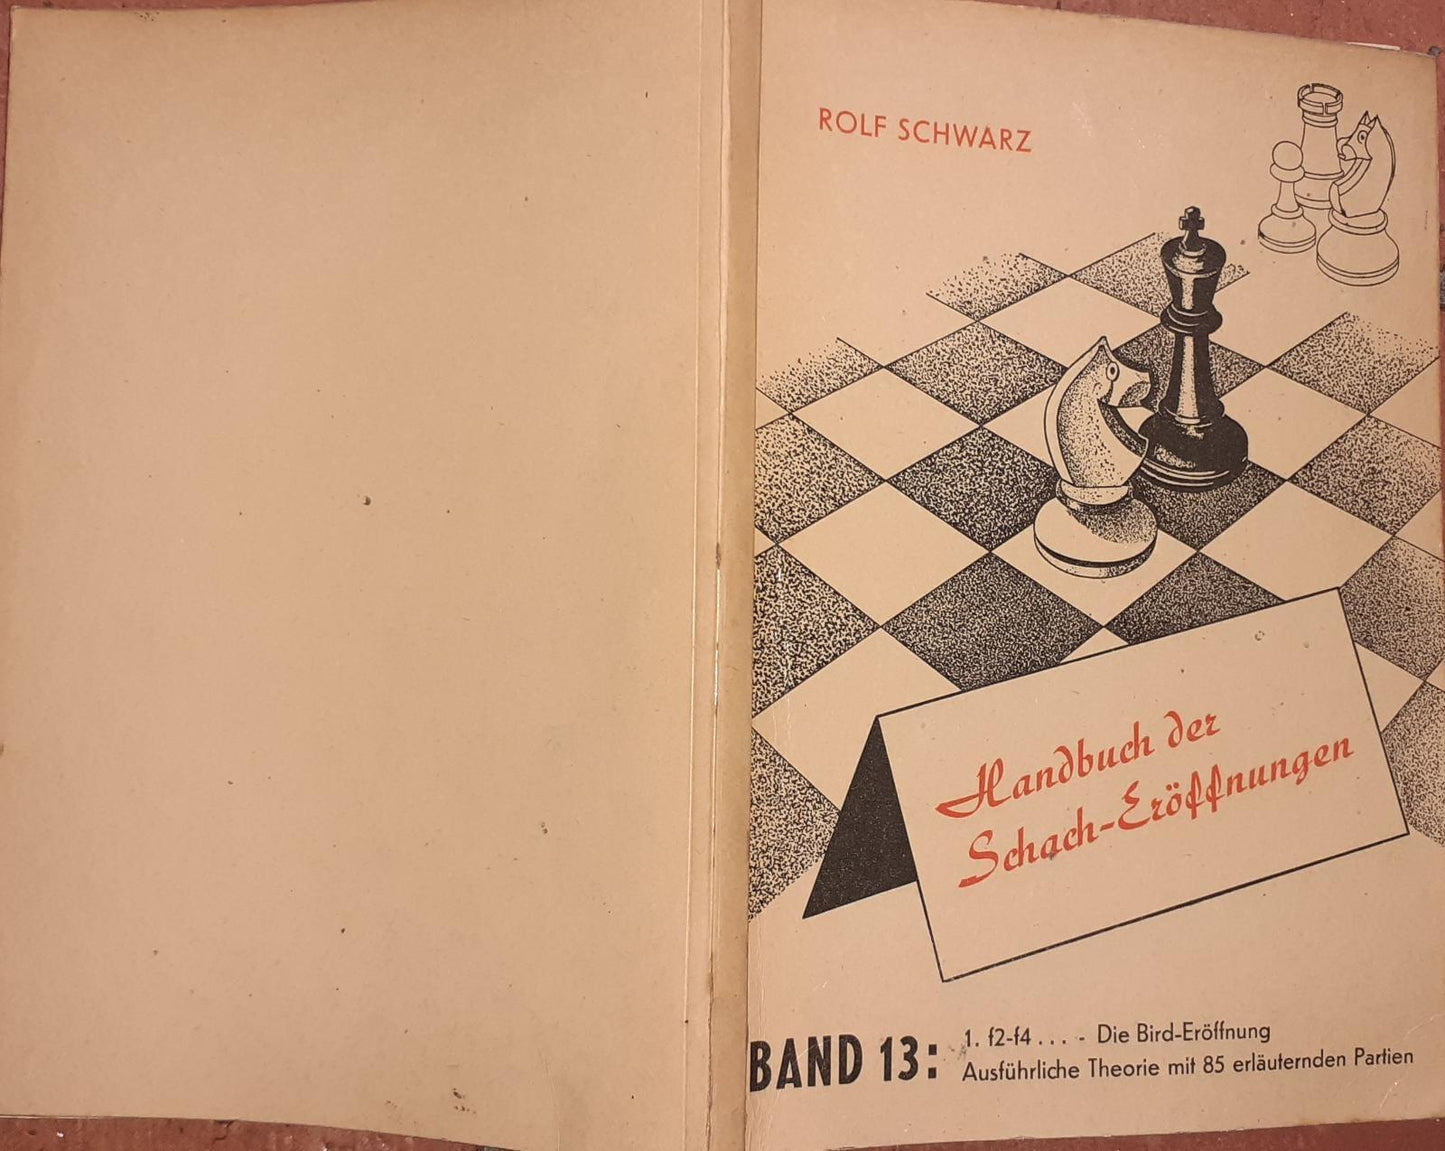 ROLF SCHWARZ
Handbuch der
Schach-Eröffnungen
BAND 13:
1. f2-f4 . . . - Die Bird-Eröffnung
Ausführliche Theorie mit 85 erläuternden Partien